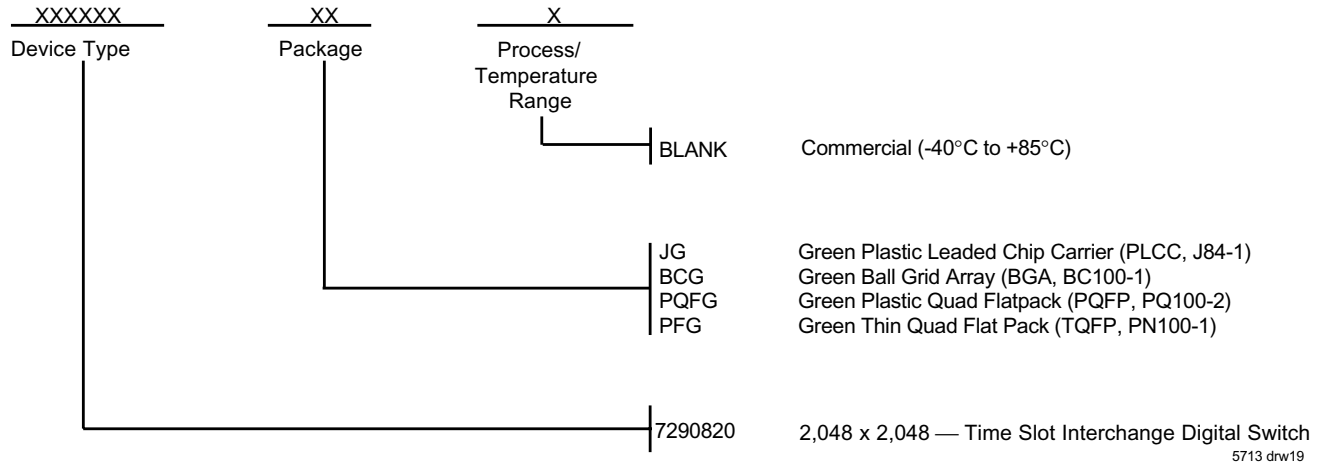 XXXXXX XX X
Device Type Package Process/
Temperature
Range
BLANK Commercial (-40°C to +85°C)
JG Green Plastic Leaded Chip Carrier (PLCC, J84-1)
BCG Green Ball Grid Array (BGA, BC100-1)
PQFG Green Plastic Quad Flatpack (PQFP, PQ100-2)
PFG Green Thin Quad Flat Pack (TQFP, PN100-1)
7290820 2,048 x 2,048 — Time Slot Interchange Digital Switch
5713 drw19